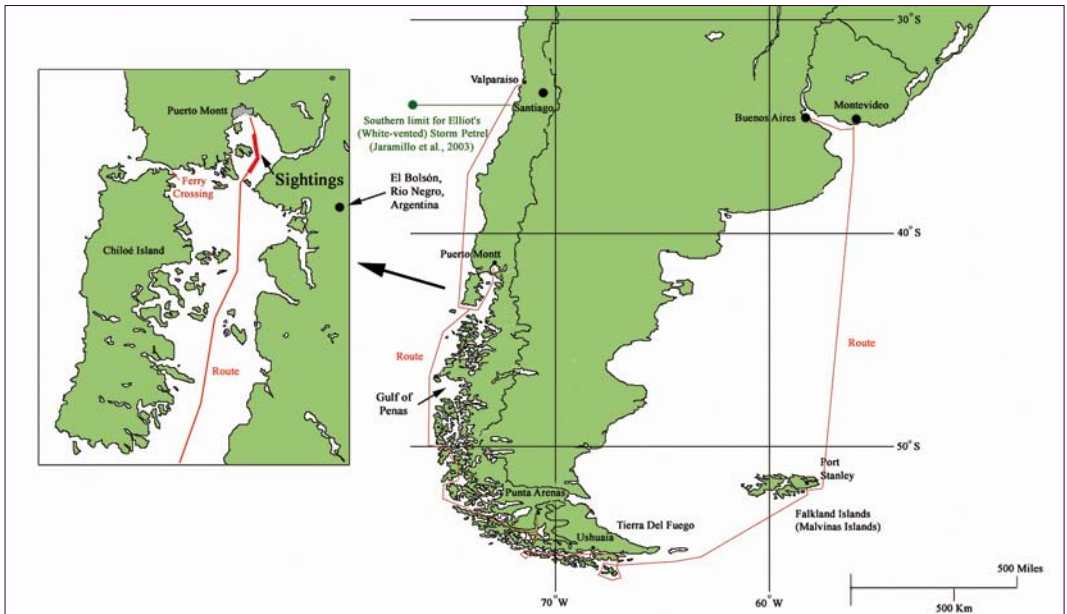 Puerto Montt
Sightings
Ferry
Crossing
El Bolsón,
Rio Negro,
Argentina
Chiloé Island
Route
30°S
Valparaiso
Santiago
Southern limit for Elliot's
(White-vented) Storm Petrel
(Jaramillo et al., 2003)
Buenos Aires
Montevideo
40°S
Puerto Montt
Route
Route
Gulf of
Penas
50°S
Port
Stanley
Punta Arenas
Falkland Islands
(Malvinas Islands)
Tierra Del Fuego
Ushuaia
70°W
60°W
500 Miles
500 Km